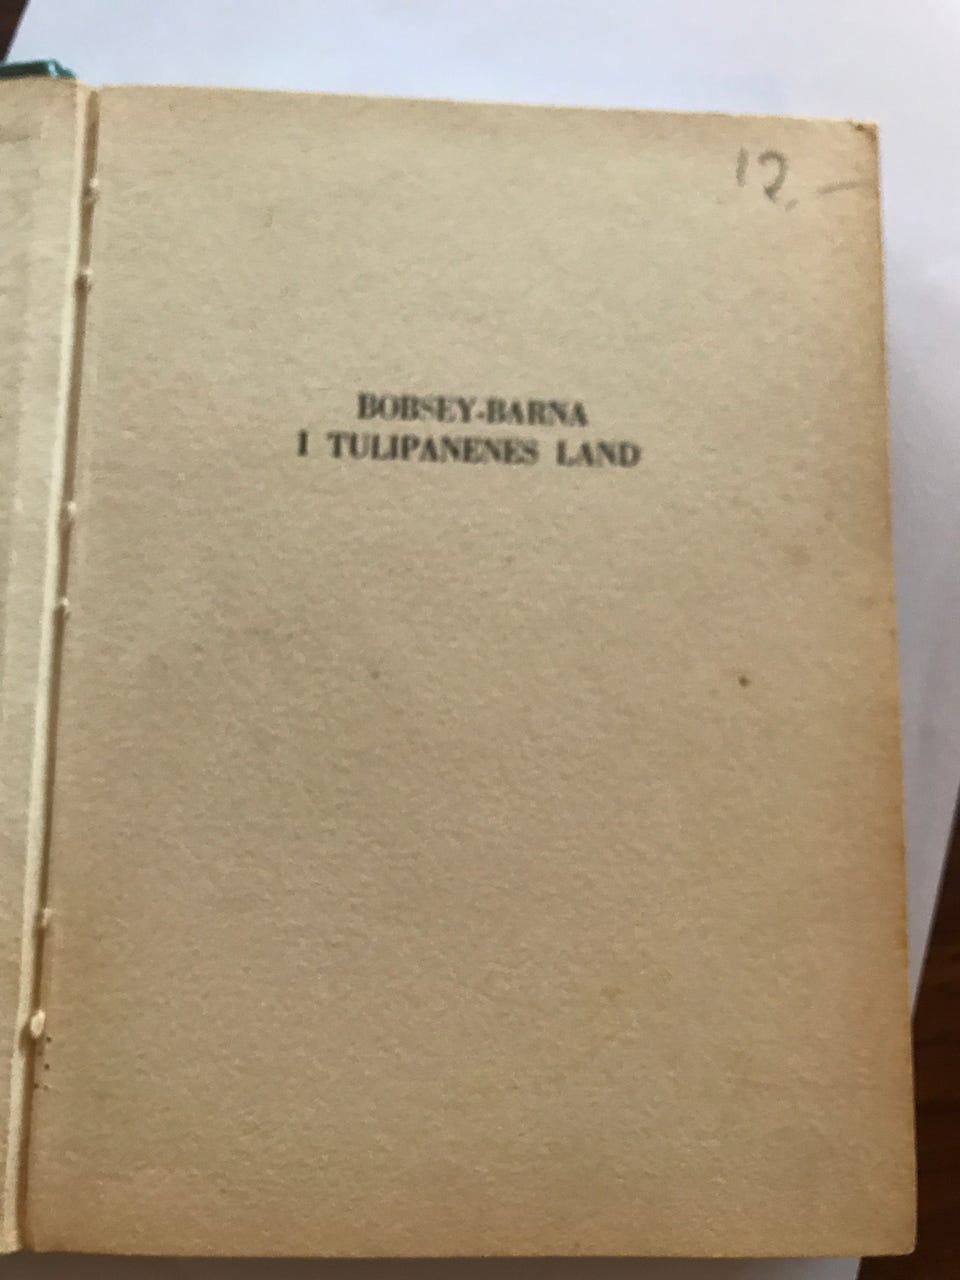 12,—
BOBSEY-BARNA
I TULIPANENES LAND